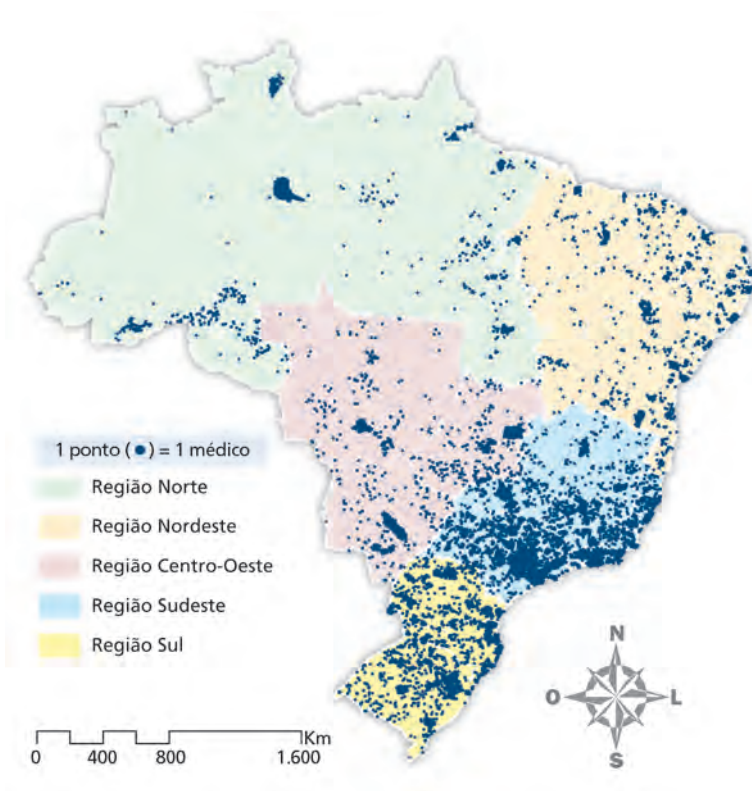 1 ponto (●) = 1 médico
Região Norte
Região Nordeste
Região Centro-Oeste
Região Sudeste
Região Sul
N
O
L
S
Km
0 400 800 1.600